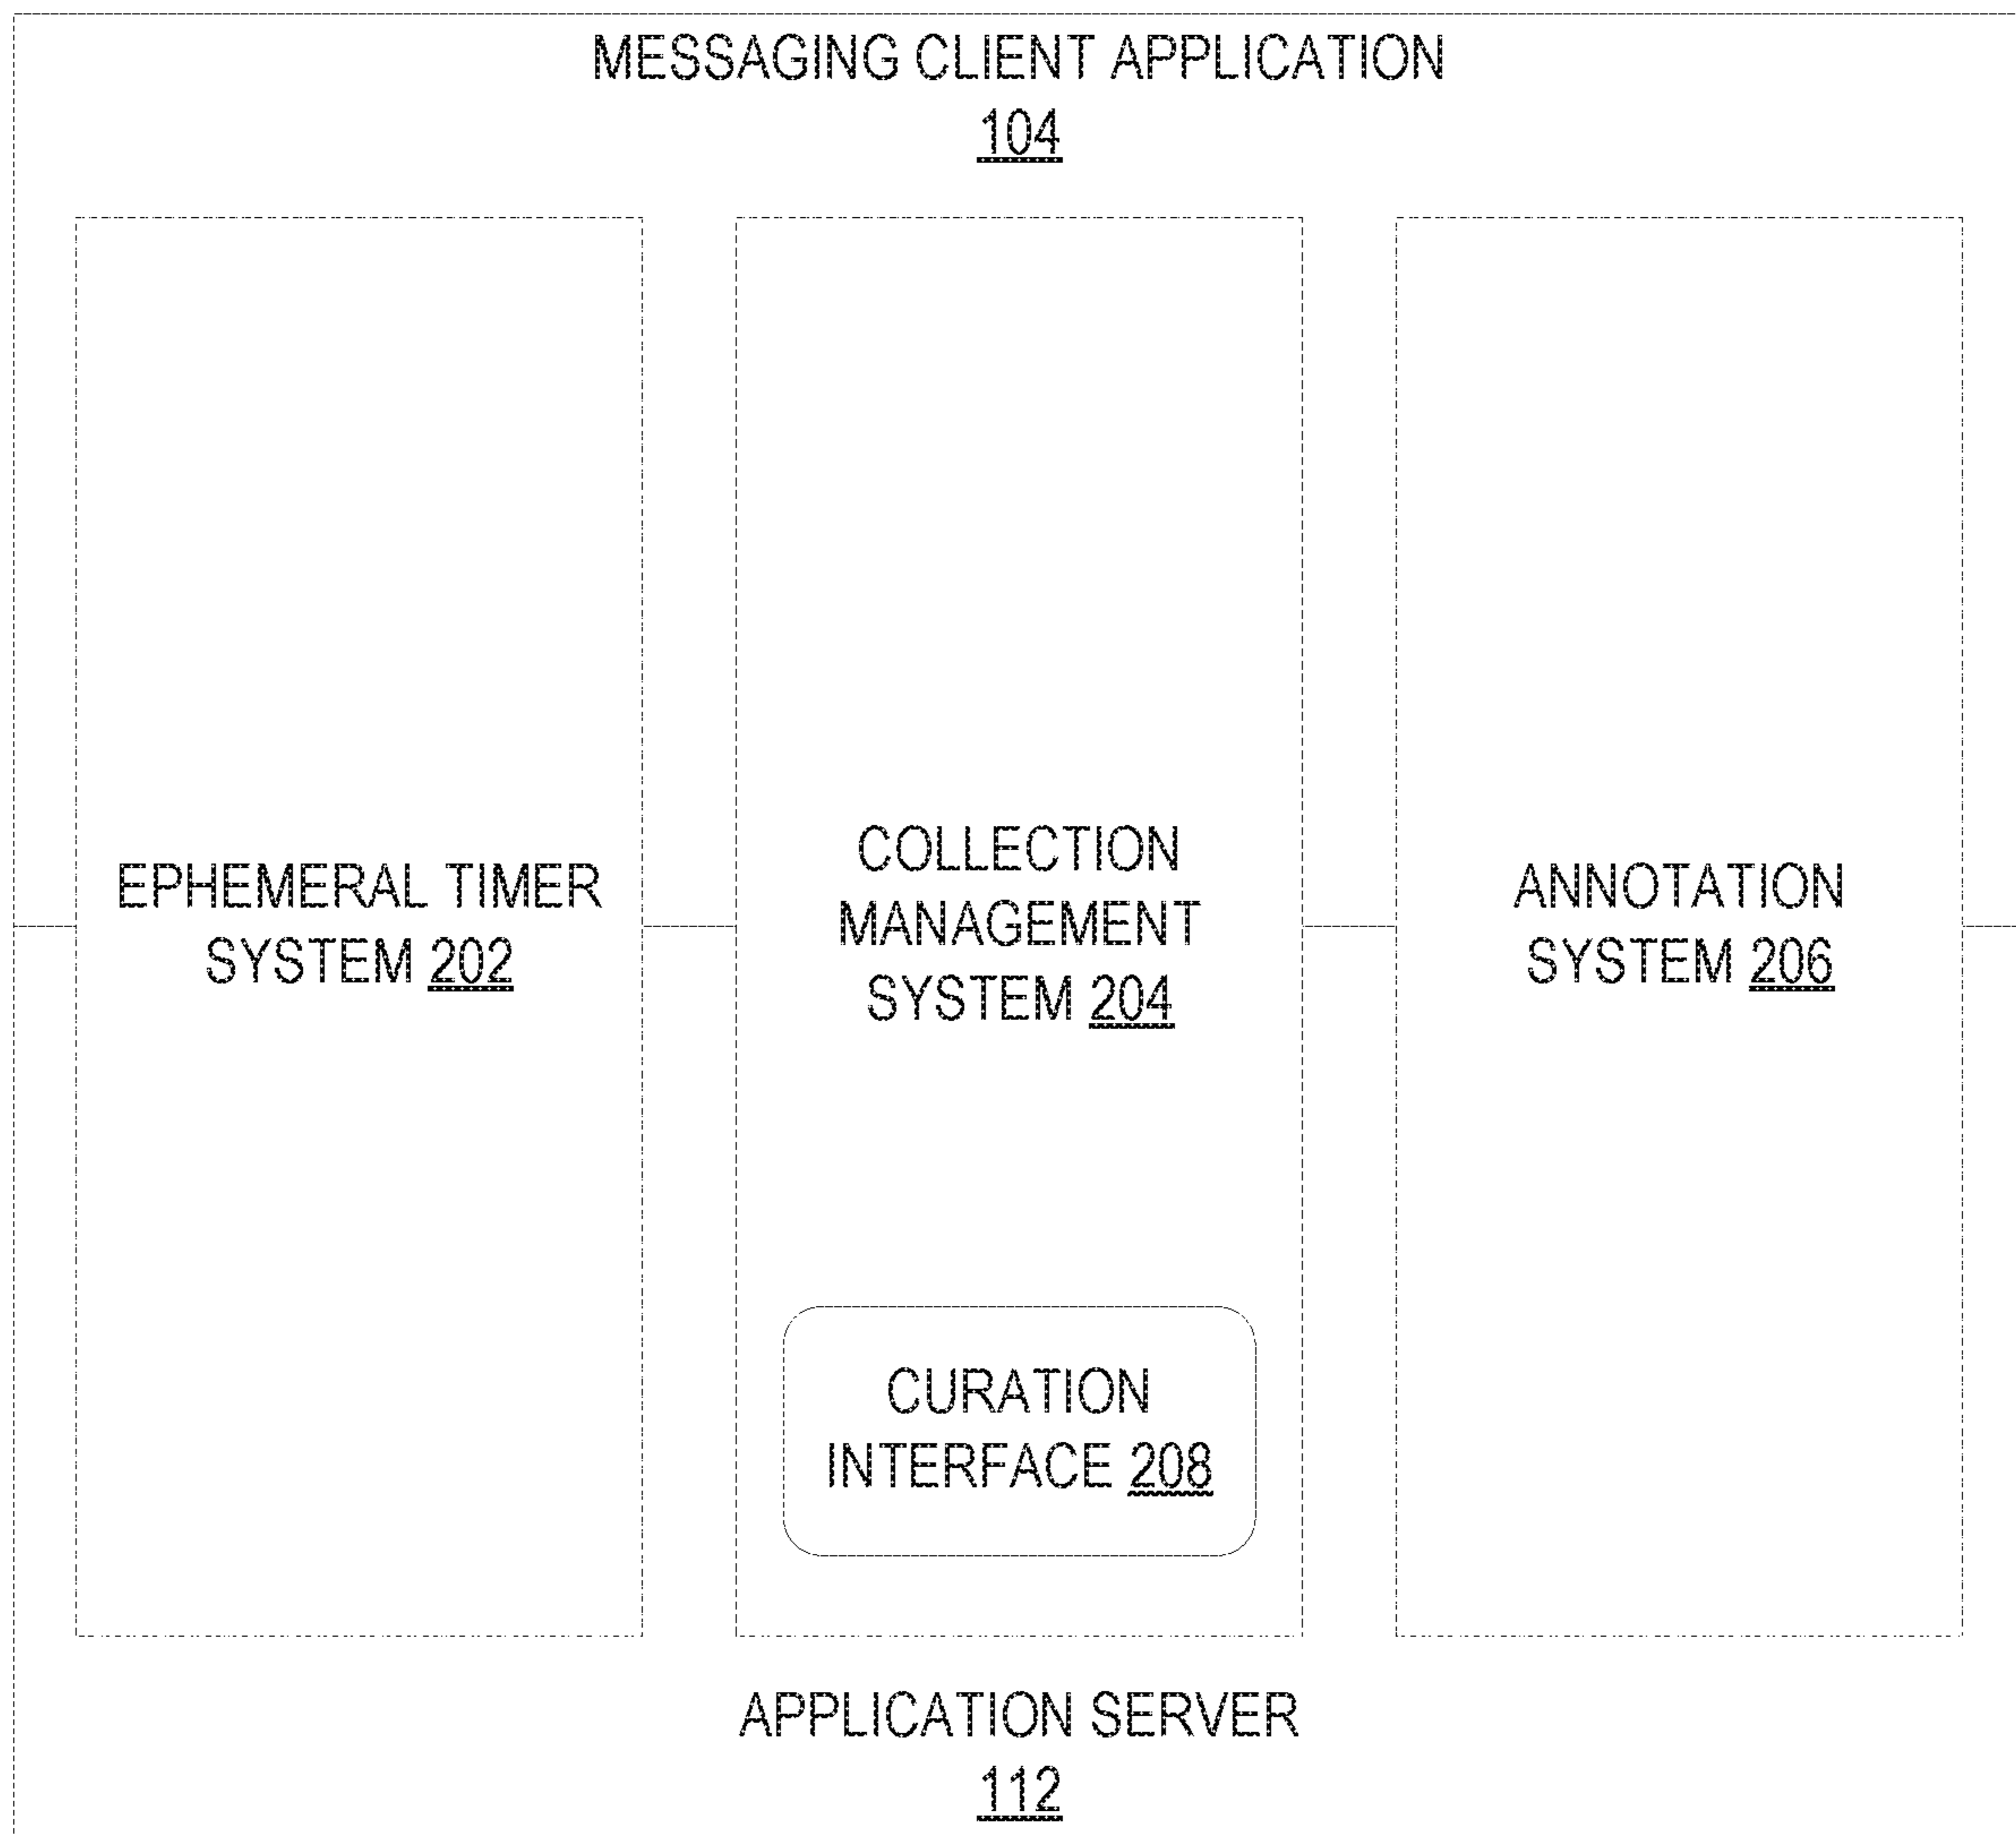 MESSAGING CLIENT APPLICATION
104
EPHEMERAL TIMER
SYSTEM 202
COLLECTION
MANAGEMENT
SYSTEM 204
ANNOTATION
SYSTEM 206
CURATION
INTERFACE 208
APPLICATION SERVER
112